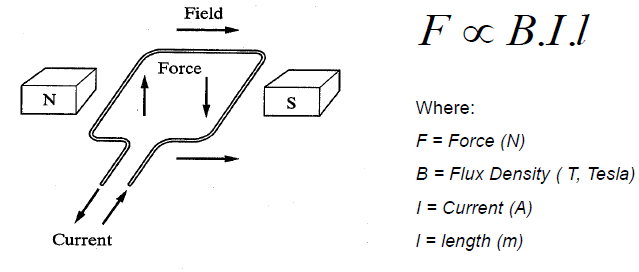 Field
Force
N
S
Current
F ∝ B.I.l
Where:
F = Force (N)
B = Flux Density ( T, Tesla)
I = Current (A)
l = length (m)